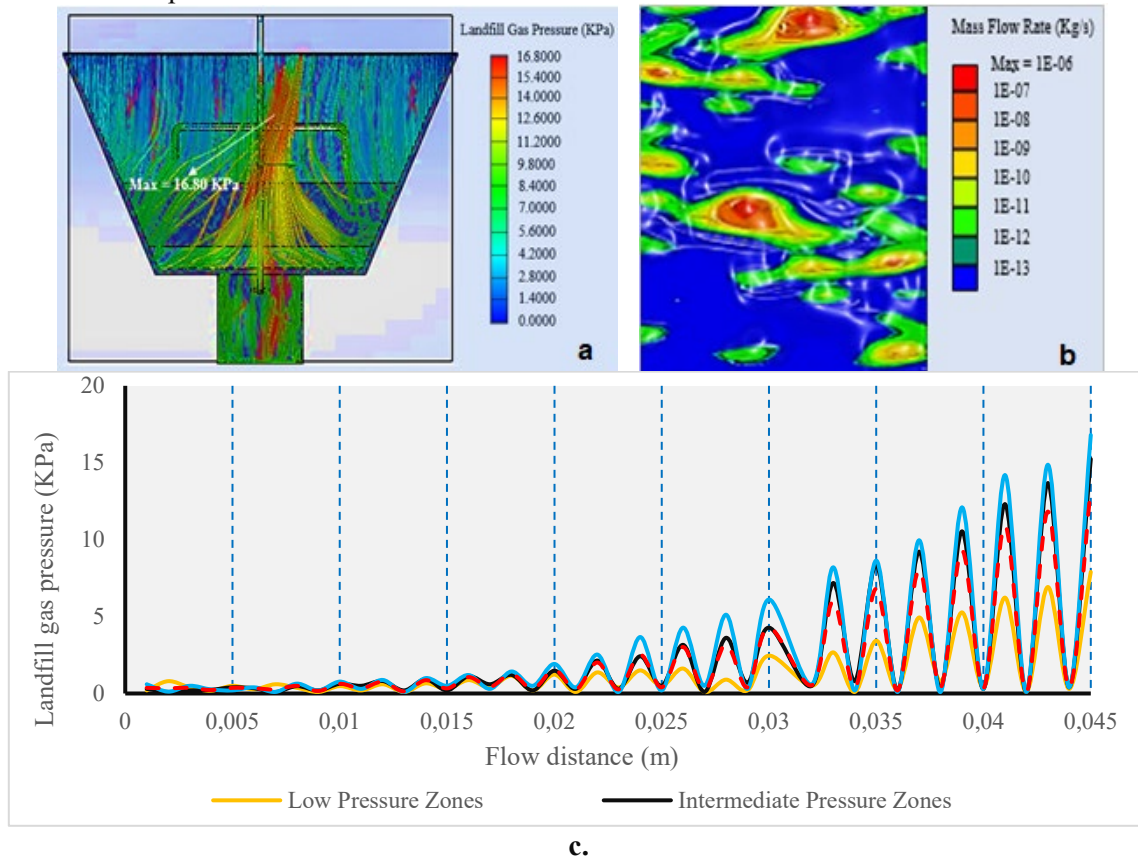 Landfill Gas Pressure (KPa)
16.8000
15.4000
14.0000
12.6000
11.2000
9.8000
8.4000
7.0000
5.6000
4.2000
2.8000
1.4000
0.0000
Max = 16.80 KPa
a
Mass Flow Rate (Kg/s)
Max = 1E-06
1E-07
1E-08
1E-09
1E-10
1E-11
1E-12
1E-13
b
Landfill gas pressure (KPa)
20
15
10
5
0
0 0,005 0,01 0,015 0,02 0,025 0,03 0,035 0,04 0,045
Flow distance (m)
Low Pressure Zones Intermediate Pressure Zones
c.